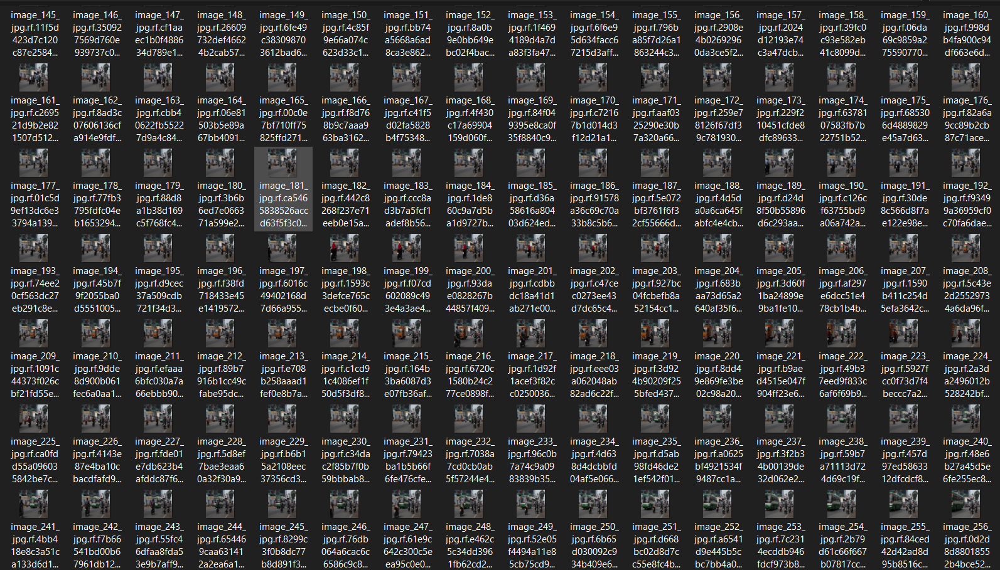 image_145_
jpg.rf.11f5d
423d7c120
c87e2584...
image_146_
jpg.rf.35092
7569d760e
939737c0...
image_147_
jpg.rf.cf1aa
ec1b0f4886
34d789e1...
image_148_
jpg.rf.26609
732def4662
4b2cab57...
image_149_
jpg.rf.6fe49
c38309870
3612bad6...
image_150_
jpg.rf.4c85f
9e66a074c
623d33c1...
image_151_
jpg.rf.bb74
a5668a6ad
8ca3e862...
image_152_
jpg.rf.8a0b
9e0bb649e
bc02f4bac...
image_153_
jpg.rf.1f469
4189d4a7d
a83f3fa47...
image_154_
jpg.rf.6f6e9
5d634facc6
7215d3aff...
image_155_
jpg.rf.796b
a85f7d26a1
863244c3...
image_156_
jpg.rf.2908e
4b0269296
0da3ce5f2...
image_157_
jpg.rf.2024
d12193e74
c3a47dcb...
image_158_
jpg.rf.39fc0
c93e582eb
41c8099d...
image_159_
jpg.rf.06da
69c9859a2
75590770...
image_160_
jpg.rf.998d
b4fa900c94
df663e6d...
image_161_
jpg.rf.c2695
21d9b2e82
1507d512...
image_162_
jpg.rf.8ad3c
07606136cf
a914e9fdf...
image_163_
jpg.rf.cbb4
0622fb5522
7d9a4c84...
image_164_
jpg.rf.06e81
503b5e89a
67bb4091...
image_165_
jpg.rf.00c0e
7bf710ff75
825ffd271...
image_166_
jpg.rf.f8d76
8b9c7aaa9
63ba3162...
image_167_
jpg.rf.c41f5
d02fa5828
b4f75348...
image_168_
jpg.rf.4f430
c17a69904
159d060f...
image_169_
jpg.rf.84f04
9395e8ca0f
35f8840c9...
image_170_
jpg.rf.c7216
7b1d014d3
f12d21a1...
image_171_
jpg.rf.aaf03
25290e30b
7a320a66...
image_172_
jpg.rf.259e7
8126f67df3
9c781930...
image_173_
jpg.rf.229f2
10451cfde8
dfc89633...
image_174_
jpg.rf.63781
07583fb7b
22751b52...
image_175_
jpg.rf.68530
6d4889829
e45a7d63...
image_176_
jpg.rf.82a6a
9cc89b2cb
87c71ace...
image_177_
jpg.rf.01c5d
9ef13dc6e3
3794a139...
image_178_
jpg.rf.77fb3
795fdfc04e
b1653294...
image_179_
jpg.rf.88d8
a1b38d169
c5f768fc4...
image_180_
jpg.rf.3b6b
6ed7e0663
71a599e2...
image_181_
jpg.rf.ca546
5838526acc
d63f5f3c0...
image_182_
jpg.rf.442c8
268f237e71
eeb0e15a...
image_183_
jpg.rf.ccc8a
d3b7a5fcf1
adef8b56...
image_184_
jpg.rf.1de8
60c9a7d5b
a1d9727b...
image_185_
jpg.rf.d36a
58616a804
03d624ed...
image_186_
jpg.rf.91578
a36c69c70a
33b8c5b6...
image_187_
jpg.rf.5e072
bf3761f6f3
2cf55666d...
image_188_
jpg.rf.4d5d
a0a6ca645f
abfc4e4cb...
image_189_
jpg.rf.d24d
8f50b55896
d6c293aa...
image_190_
jpg.rf.c126c
f63755bd9
a06a742a...
image_191_
jpg.rf.30de
8c566d8f7a
e122e98e...
image_192_
jpg.rf.f9349
9a36959cf0
c70fa6dae...
image_193_
jpg.rf.74ee2
0cf563dc27
eb291c8e...
image_194_
jpg.rf.45b7f
9f2055ba0
d5551005...
image_195_
jpg.rf.d9cec
37a509cdb
721f34d3...
image_196_
jpg.rf.f38fd
718433e45
e1419572...
image_197_
jpg.rf.6016c
49402168d
7d66a955...
image_198_
jpg.rf.1593c
3defce765c
ecbe0f60...
image_199_
jpg.rf.f07cd
602089c49
3e4a3ae4...
image_200_
jpg.rf.93da
e0828267b
44857f409...
image_201_
jpg.rf.cdbb
dc18a41d1
ab271e00...
image_202_
jpg.rf.c47ce
c0273ee43
d7dc65c4...
image_203_
jpg.rf.927bc
04fcbefb8a
52154cc1...
image_204_
jpg.rf.683b
aa73d65a2
640af35f6...
image_205_
jpg.rf.3d60f
1ba24899e
9ba1fe10...
image_206_
jpg.rf.af297
e6dcc51e4
78cb1b4b...
image_207_
jpg.rf.1590
b411c254d
5efa3642c...
image_208_
jpg.rf.5c43e
2d2552973
4a6da96f...
image_209_
jpg.rf.1091c
44373f026c
bf21fd55e...
image_210_
jpg.rf.9dde
8d900b061
fec6a0aa1...
image_211_
jpg.rf.efaaa
6bfc030a7a
66ebbb90...
image_212_
jpg.rf.89b7
916b1cc49c
fabe95dc...
image_213_
jpg.rf.e708
b258aaad1
fef0e8b7a...
image_214_
jpg.rf.c1cd9
1c4086ef1f
50d5f3df8...
image_215_
jpg.rf.164b
3ba6087d3
e07fb36af...
image_216_
jpg.rf.6720c
1580b24c2
77ce0898f...
image_217_
jpg.rf.1d92f
1acef3f82c
c0250036...
image_218_
jpg.rf.eee03
a062048ab
82ad6c22f...
image_219_
jpg.rf.3d92
4b90209f25
5bfed437...
image_220_
jpg.rf.8dd4
9e869fe3be
02c98a20...
image_221_
jpg.rf.b9ae
d4515e047f
904ff23e6...
image_222_
jpg.rf.49b3
7eed9f833c
6af6f69b9...
image_223_
jpg.rf.5927f
cc0f73d7f4
beccc7a2...
image_224_
jpg.rf.2a3d
a2496012b
528242bf...
image_225_
jpg.rf.ca0fd
d55a09603
5842be7c...
image_226_
jpg.rf.4143e
87e4ba10c
bacdfafd9...
image_227_
jpg.rf.fde01
e7db623b4
afddc87f6...
image_228_
jpg.rf.5d8ef
7bae3eaa6
0a32f30a9...
image_229_
jpg.rf.b6b1
5a2108eec
37356cd3...
image_230_
jpg.rf.c34da
c2f85b7f0b
59bbbab8...
image_231_
jpg.rf.79423
ba1b5b66f
6fe476cfe...
image_232_
jpg.rf.7038a
7cd0cb0ab
5f57244e4...
image_233_
jpg.rf.96c0b
7a74c9a09
83839b35...
image_234_
jpg.rf.4d63
8d4dcbbfd
04af5e066...
image_235_
jpg.rf.d5ab
98fd46de2
1ef542f01...
image_236_
jpg.rf.a0625
bf4921534f
9487cc1a...
image_237_
jpg.rf.3f2b3
4b00139de
32d062e2...
image_238_
jpg.rf.59b7
a71113d72
4d69c19f...
image_239_
jpg.rf.457d
97ed58633
12dfcdcf8...
image_240_
jpg.rf.48e6
b27a45d5e
6fe255ec8...
image_241_
jpg.rf.4bb4
18e8c3a51c
a133d6d1...
image_242_
jpg.rf.f7b66
541bd00b6
7961db12...
image_243_
jpg.rf.55fc4
6dfaa8fda5
3e9b7aff9...
image_244_
jpg.rf.65446
9caa63141
2a2ea6a1...
image_245_
jpg.rf.8299c
3f0b8dc77
b8d891f3...
image_246_
jpg.rf.76db
064a6cac6c
6586c9c8...
image_247_
jpg.rf.61e9c
642c300c5e
ea95c0e0...
image_248_
jpg.rf.e462c
5c34dd396
1fb62cd2...
image_249_
jpg.rf.52e05
f4494a11e8
5cb75cd9...
image_250_
jpg.rf.6b65
d030092c9
34b409e6...
image_251_
jpg.rf.d668
bc02d8d7c
c55e8fc4b...
image_252_
jpg.rf.a6541
d9e445b5c
bc7bb4a0...
image_253_
jpg.rf.7c231
4ecddb946
fdcf973b8...
image_254_
jpg.rf.2b79
d61c66f667
b07817cc...
image_255_
jpg.rf.84ced
42d42ad8d
95b8516c...
image_256_
jpg.rf.0d2d
8d8801855
2b4bce52...